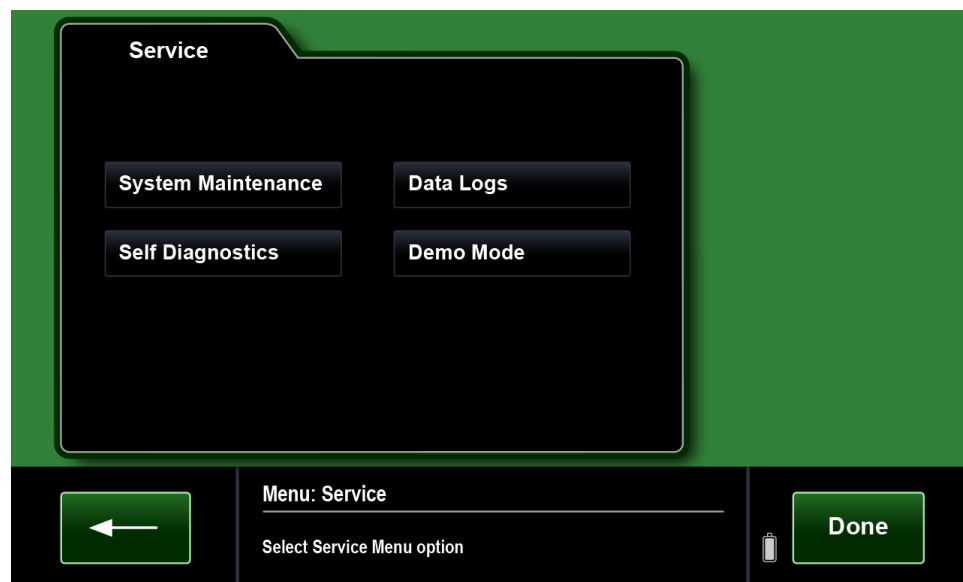 Service
System Maintenance
Data Logs
Self Diagnostics
Demo Mode
Menu: Service
Select Service Menu option
Done